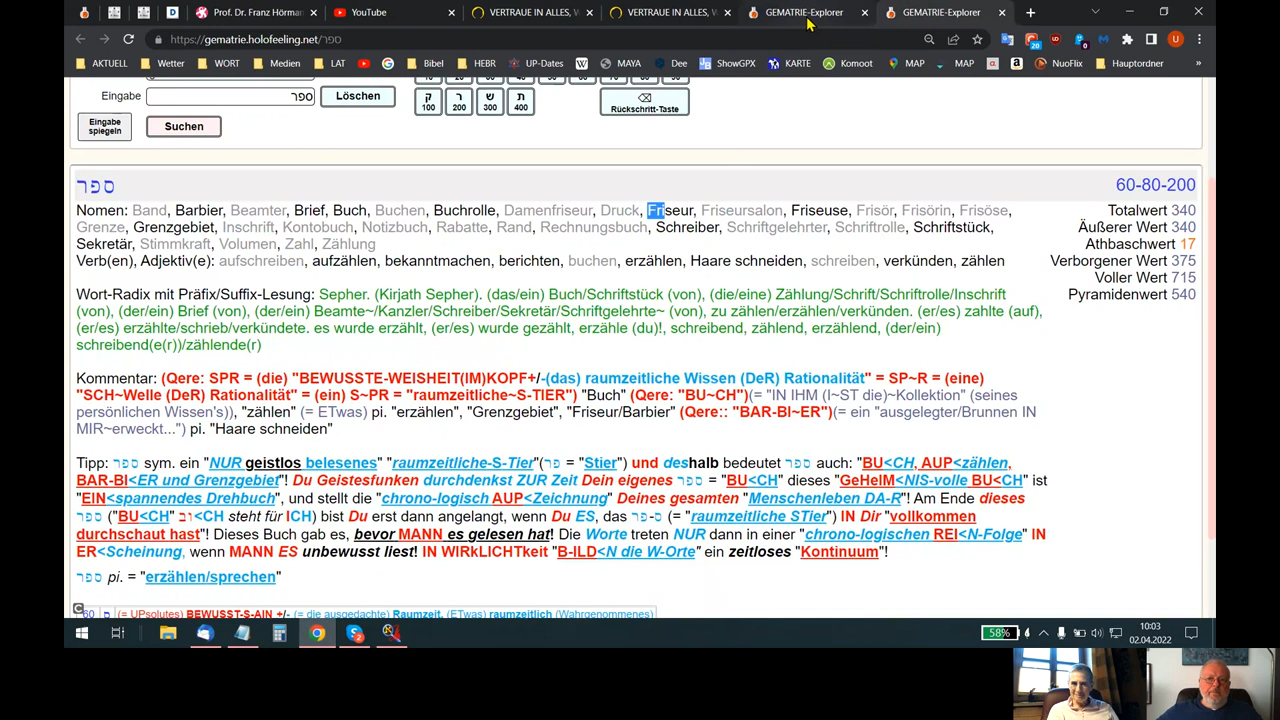 Prof. Dr. Franz Hörman
YouTube
VERTRAUE IN ALLES, W
VERTRAUE IN ALLES, W
GEMATRIE-Explorer
GEMATRIE-Explorer
https://gematrie.holofeeling.net/ספר
AKTUELL Wetter WORT Medien LAT Bibel HEBR UP-Dates MAYA Dee ShowGPX KARTE Komoot MAP MAP NuoFlix Hauptordner
Eingabe ספר Löschen
ק 100 ר 200 ש 300 ת 400 Rückschritt-Taste
Eingabe spiegeln
Suchen
ספר 60-80-200
Nomen: Band, Barbier, Beamter, Brief, Buch, Buchen, Buchrolle, Damenfriseur, Druck, Friseur, Friseursalon, Friseuse, Frisör, Frisörin, Frisöse,
Grenze, Grenzgebiet, Inschrift, Kontobuch, Notizbuch, Rabatte, Rand, Rechnungsbuch, Schreiber, Schriftgelehrter, Schriftrolle, Schriftstück,
Sekretär, Stimmkraft, Volumen, Zahl, Zählung
Verb(en), Adjektiv(e): aufschreiben, aufzählen, bekanntmachen, berichten, buchen, erzählen, Haare schneiden, schreiben, verkünden, zählen
Totalwert 340
Äußerer Wert 340
Athbaschwert 17
Verborgener Wert 375
Voller Wert 715
Pyramidenwert 540
Wort-Radix mit Präfix/Suffix-Lesung: Sepher. (Kirjath Sepher). (das/ein) Buch/Schriftstück (von), (die/eine) Zählung/Schrift/Schriftrolle/Inschrift
(von), (der/ein) Brief (von), (der/ein) Beamte~/Kanzler/Schreiber/Sekretär/Schriftgelehrte~ (von), zu zählen/erzählen/verkünden. (er/es) zahlte (auf),
(er/es) erzählte/schrieb/verkündete. es wurde erzählt, (er/es) wurde gezählt, erzähle (du)!, schreibend, zählend, erzählend, (der/ein)
schreibend(e(r))/zählende(r)
Kommentar: (Qere: SPR = (die) "BEWUSSTE-WEISHEIT(IM)KOPF+/-(das) raumzeitliche Wissen (DeR) Rationalität" = SP~R = (eine)
"SCH~Welle (DeR) Rationalität = (ein) S~PR = "raumzeitliche~S-TIER") "Buch" (Qere: "BU~CH")(= "IN IHM (I~ST die)~Kollektion" (seines
persönlichen Wissen's)), "zählen" (= ETwas) pi. "erzählen", "Grenzgebiet", "Friseur/Barbier" (Qere:: "BAR-BI~ER")(= ein "ausgelegter/Brunnen IN
MIR~erweckt...") pi. "Haare schneiden"
Tipp: ספר sym. ein "NUR geistlos belesenes" "raumzeitliche-S-Tier"(פר = "Stier") und deshalb bedeutet ספר auch: "BU<CH, AUP<zählen,
BAR-BI<ER und Grenzgebiet"! Du Geistesfunken durchdenkst ZUR Zeit Dein eigenes ספר = "BU<CH" dieses "GeHeIM<NIS-volle BU<CH" ist
"EIN<spannendes Drehbuch", und stellt die "chrono-logisch AUP<Zeichnung" Deines gesamten "Menschenleben DA-R"! Am Ende dieses
ספר ("BU<CH" בו<CH steht für ICH) bist Du erst dann angelangt, wenn Du ES, das ס-פר (= "raumzeitliche STier") IN Dir "vollkommen
durchschaut hast"! Dieses Buch gab es, bevor MANN es gelesen hat! Die Worte treten NUR dann in einer "chrono-logischen REI<N-Folge" IN
ER<Scheinung, wenn MANN ES unbewusst liest! IN WIRkLICHTkeit "B-ILD<N die W-Orte" ein zeitloses "Kontinuum"!
ספר pi. = "erzählen/sprechen"
60 ס (= UPsolutes) BEWUSST-S-AIN +/- (= die ausgedachte) Raumzeit, (ETwas) raumzeitlich (Wahrgenommenes)
58%
10:03
02.04.2022